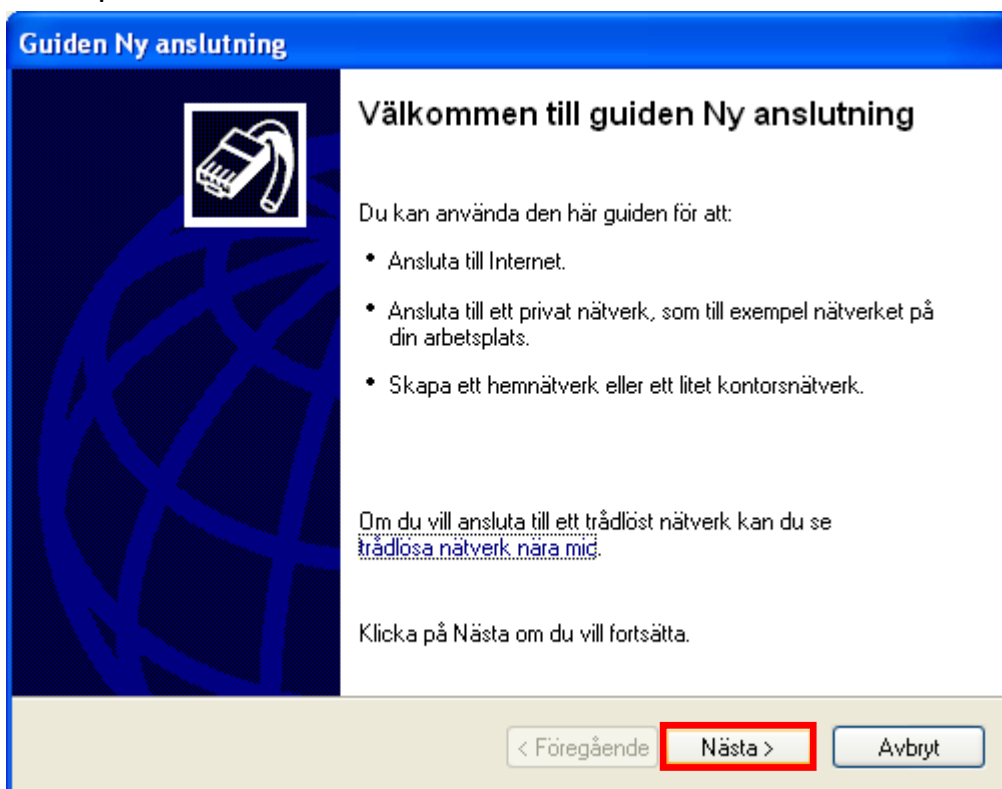 Guiden Ny anslutning
Välkommen till guiden Ny anslutning
Du kan använda den här guiden för att:
• Ansluta till Internet.
• Ansluta till ett privat nätverk, som till exempel nätverket på
din arbetsplats.
• Skapa ett hemnätverk eller ett litet kontorsnätverk.
Om du vill ansluta till ett trådlöst nätverk kan du se
trådlösa nätverk nära mig.
Klicka på Nästa om du vill fortsätta.
< Föregående Nästa > Avbryt